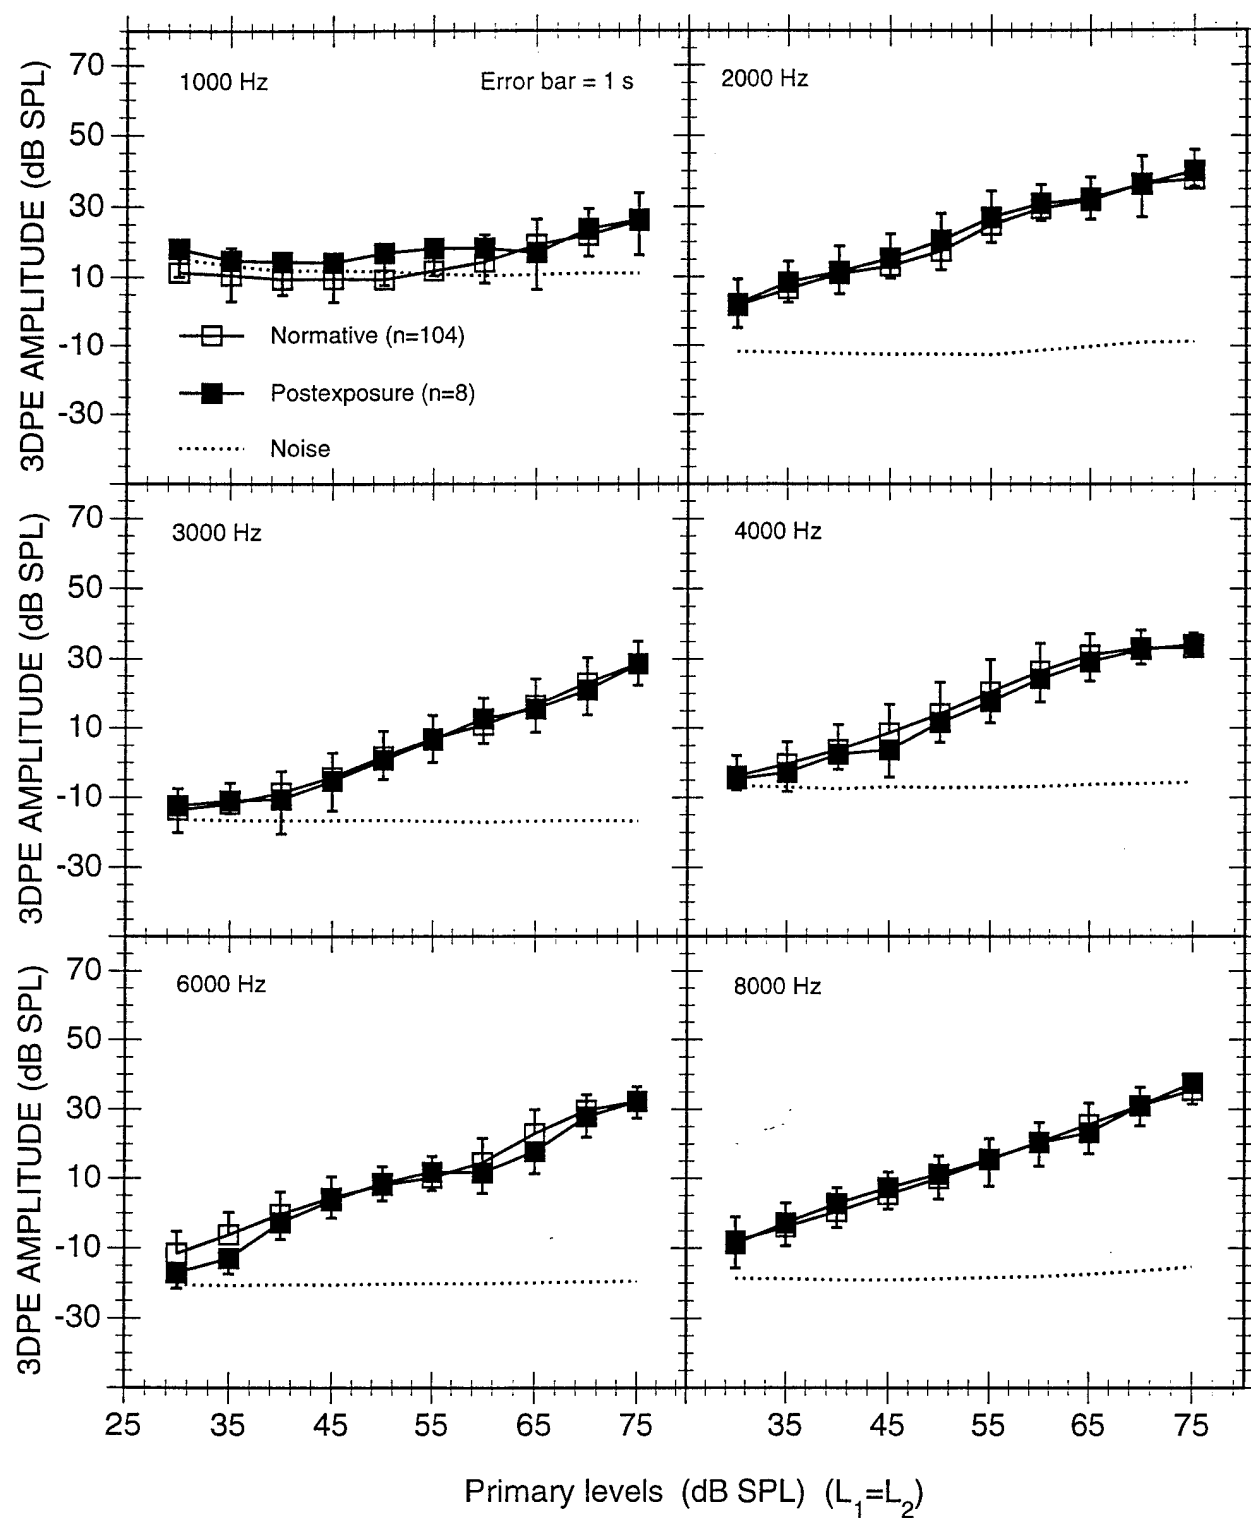 3DPE AMPLITUDE (dB SPL)
70
50
30
10
-10
-30
1000 Hz
Error bar = 1 s
Normative (n=104)
Postexposure (n=8)
Noise
2000 Hz
3DPE AMPLITUDE (dB SPL)
70
50
30
10
-10
-30
3000 Hz
4000 Hz
3DPE AMPLITUDE (dB SPL)
70
50
30
10
-10
-30
6000 Hz
8000 Hz
25 35 45 55 65 75 35 45 55 65 75
Primary levels (dB SPL) (L₁=L₂)